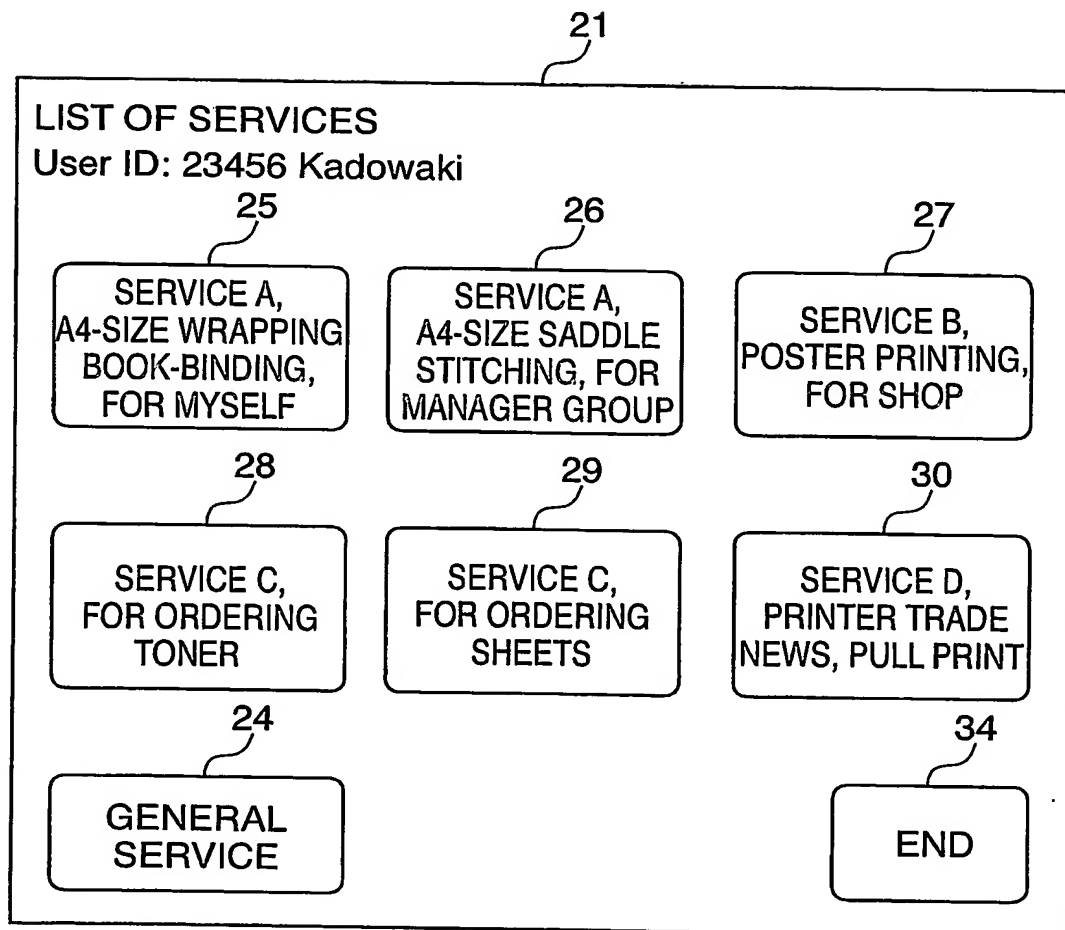 21
LIST OF SERVICES
User ID: 23456 Kadowaki
25
SERVICE A,
A4-SIZE WRAPPING
BOOK-BINDING,
FOR MYSELF
26
SERVICE A,
A4-SIZE SADDLE
STITCHING, FOR
MANAGER GROUP
27
SERVICE B,
POSTER PRINTING,
FOR SHOP
28
SERVICE C,
FOR ORDERING
TONER
29
SERVICE C,
FOR ORDERING
SHEETS
30
SERVICE D,
PRINTER TRADE
NEWS, PULL PRINT
24
GENERAL
SERVICE
34
END